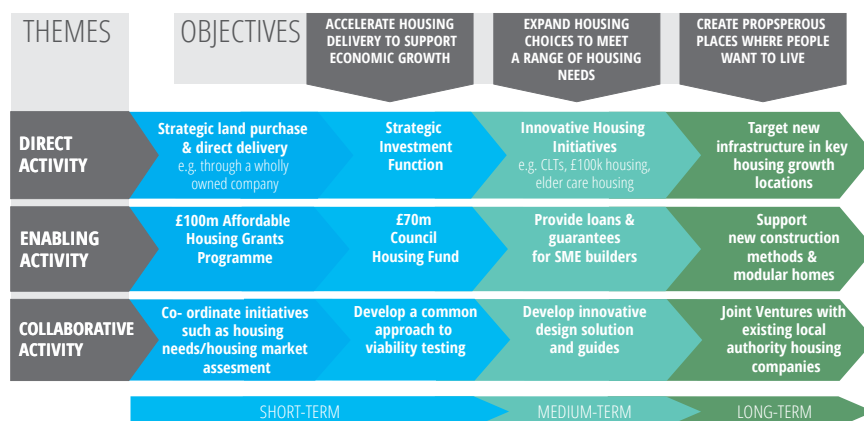 THEMES
OBJECTIVES
ACCELERATE HOUSING
DELIVERY TO SUPPORT
ECONOMIC GROWTH
EXPAND HOUSING
CHOICES TO MEET
A RANGE OF HOUSING
NEEDS
CREATE PROPSPEROUS
PLACES WHERE PEOPLE
WANT TO LIVE
DIRECT
ACTIVITY
Strategic land purchase
& direct delivery
e.g. through a wholly
owned company
Strategic
Investment
Function
Innovative Housing
Initiatives
e.g. CLTs, £100k housing,
elder care housing
Target new
infrastructure in key
housing growth
locations
ENABLING
ACTIVITY
£100m Affordable
Housing Grants
Programme
£70m
Council
Housing Fund
Provide loans &
guarantees
for SME builders
Support
new construction
methods &
modular homes
COLLABORATIVE
ACTIVITY
Co- ordinate initiatives
such as housing
needs/housing market
assesment
Develop a common
approach to
viability testing
Develop innovative
design solution
and guides
Joint Ventures with
existing local
authority housing
companies
SHORT-TERM
MEDIUM-TERM
LONG-TERM